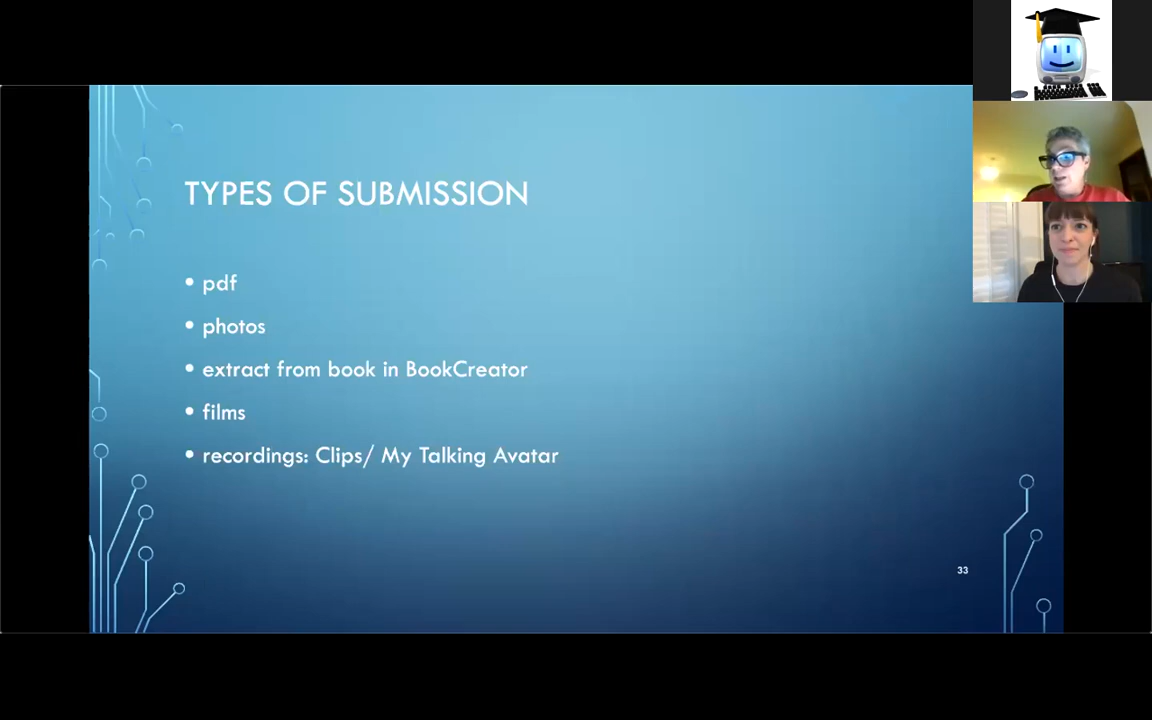 TYPES OF SUBMISSION
• pdf
• photos
• extract from book in BookCreator
• films
• recordings: Clips/ My Talking Avatar
33